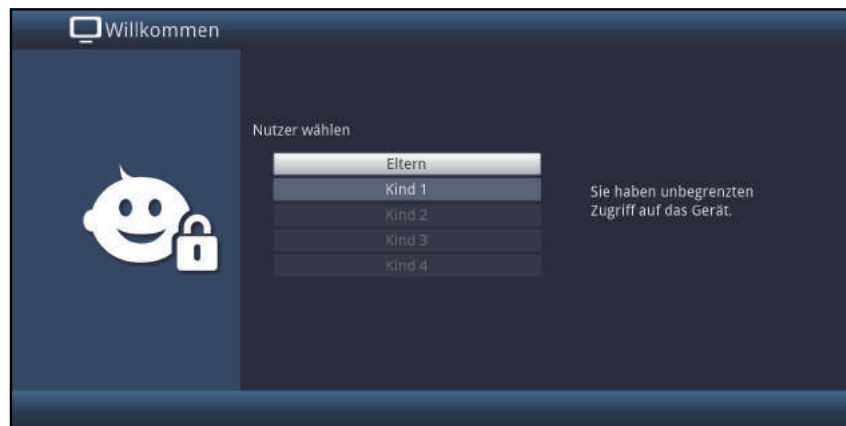 Willkommen
Nutzer wählen
Eltern
Kind 1
Kind 2
Kind 3
Kind 4
Sie haben unbegrenzten
Zugriff auf das Gerät.